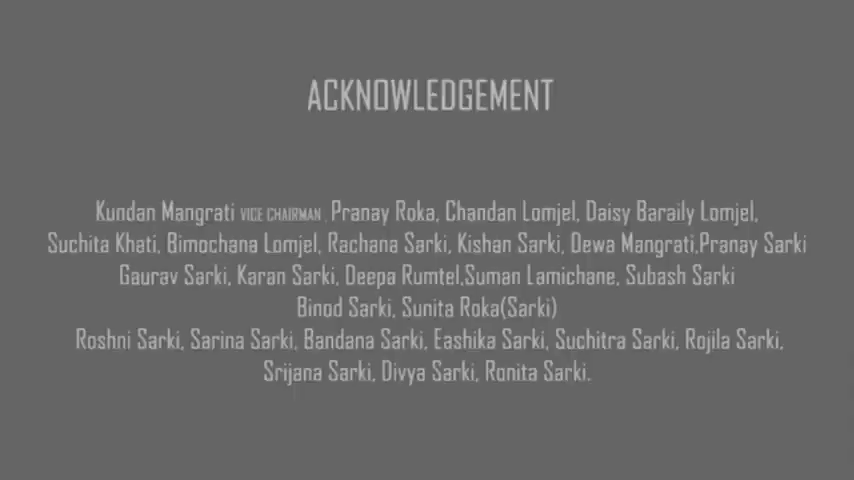 ACKNOWLEDGEMENT
Kundan Mangrati VICE CHAIRMAN , Pranay Roka, Chandan Lomjel, Daisy Baraily Lomjel,
Suchita Khati, Bimochana Lomjel, Rachana Sarki, Kishan Sarki, Dewa Mangrati,Pranay Sarki
Gaurav Sarki, Karan Sarki, Deepa Rumtel,Suman Lamichane, Subash Sarki
Binod Sarki, Sunita Roka(Sarki)
Roshni Sarki, Sarina Sarki, Bandana Sarki, Eashika Sarki, Suchitra Sarki, Rojila Sarki,
Srijana Sarki, Divya Sarki, Ronita Sarki.